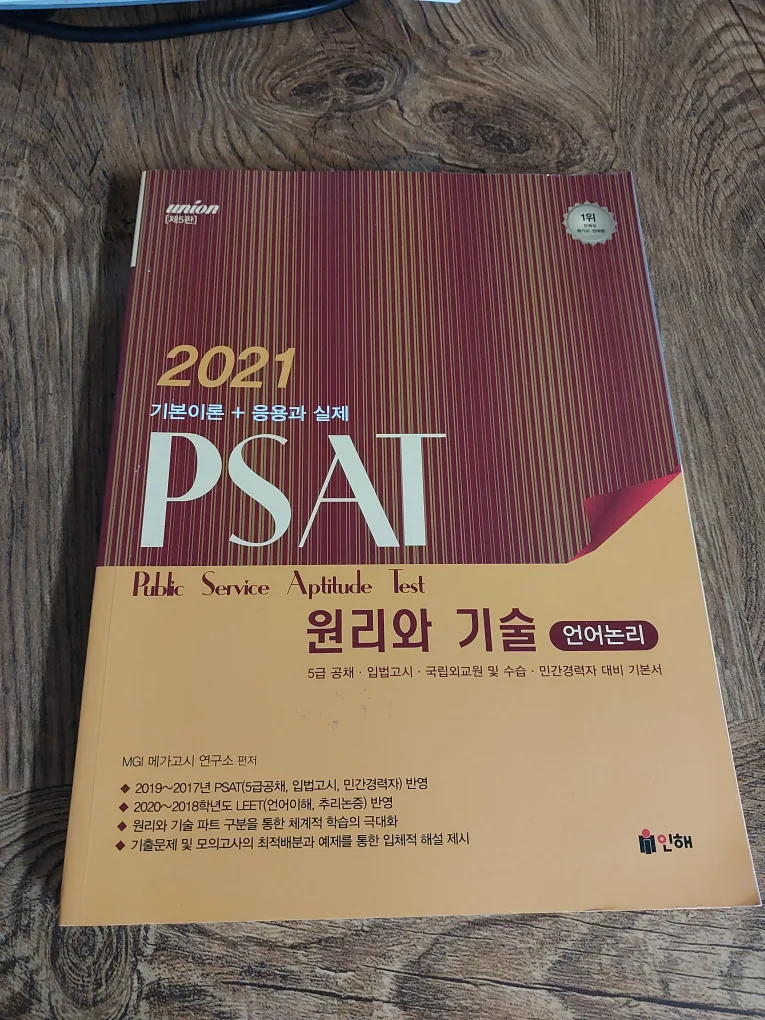 union
[제5판]
1위
2021
기본이론 + 응용과 실제
PSAT
Public Service Aptitude Test
원리와 기술 언어논리
5급 공채 · 입법고시 · 국립외교원 및 수습 · 민간경력자 대비 기본서
MGI 메가고시 연구소 편저
◆ 2019~2017년 PSAT(5급공채, 입법고시, 민간경력자) 반영
◆ 2020~2018학년도 LEET(언어이해, 추리논증) 반영
◆ 원리와 기술 파트 구분을 통한 체계적 학습의 극대화
◆ 기출문제 및 모의고사의 최적배분과 예제를 통한 입체적 해설 제시
인해